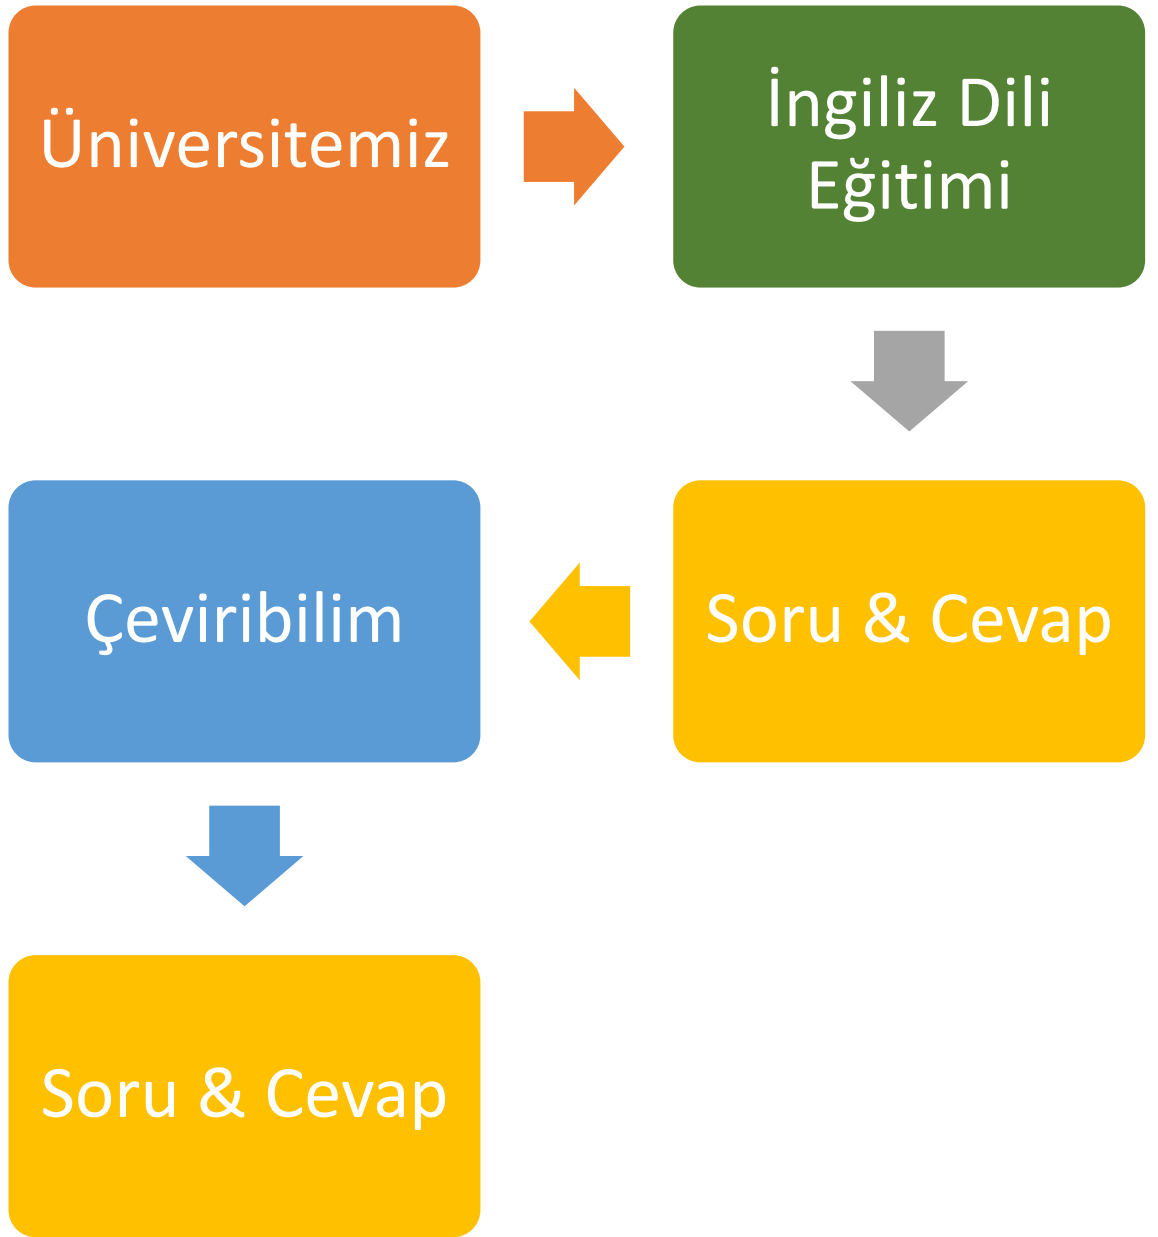 Üniversitemiz
İngiliz Dili
Eğitimi
Soru & Cevap
Çeviribilim
Soru & Cevap